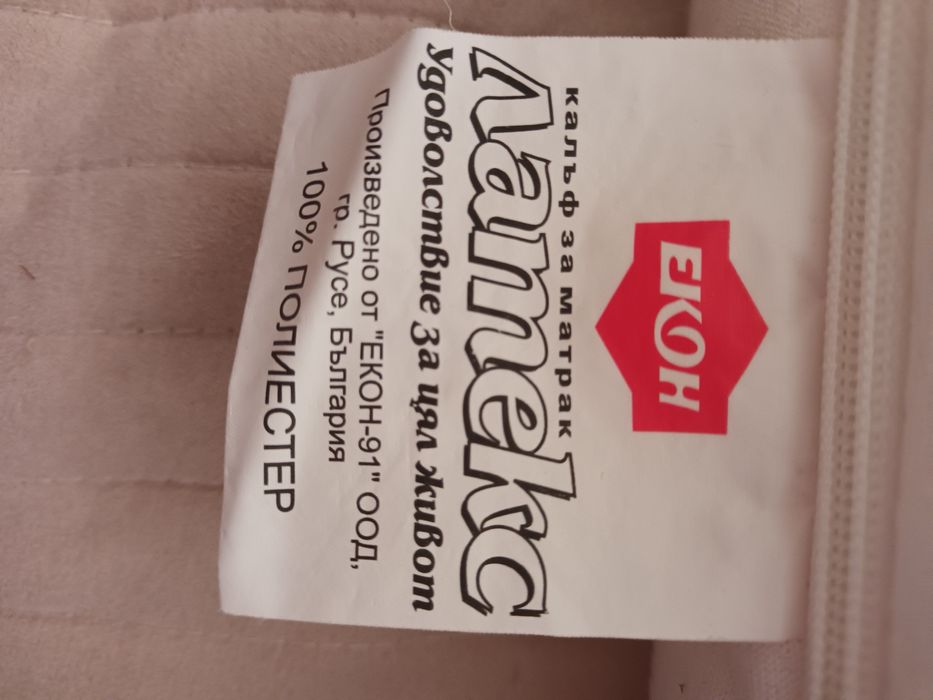 ЕКОН
калъф за матрак
Латекс
Удоволствие за цял живот
Произведено от "ЕКОН-91" ООД,
гр. Русе, България
100% ПОЛИЕСТЕР